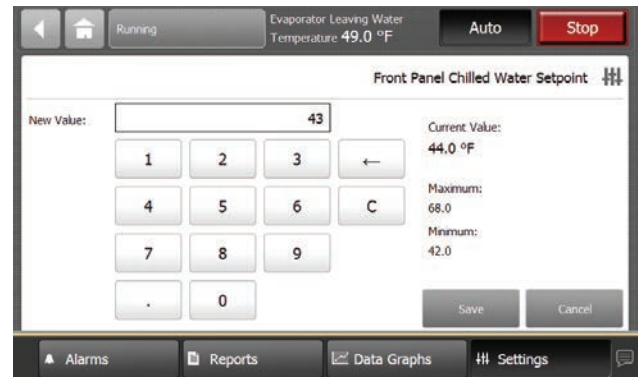 Running
Evaporator Leaving Water
Temperature 49.0 °F
Auto
Stop
Front Panel Chilled Water Setpoint
New Value:
43
Current Value:
44.0 °F
1 2 3 ←
4 5 6 C
Maximum:
68.0
Minimum:
42.0
7 8 9
. 0
Save
Cancel
Alarms
Reports
Data Graphs
Settings